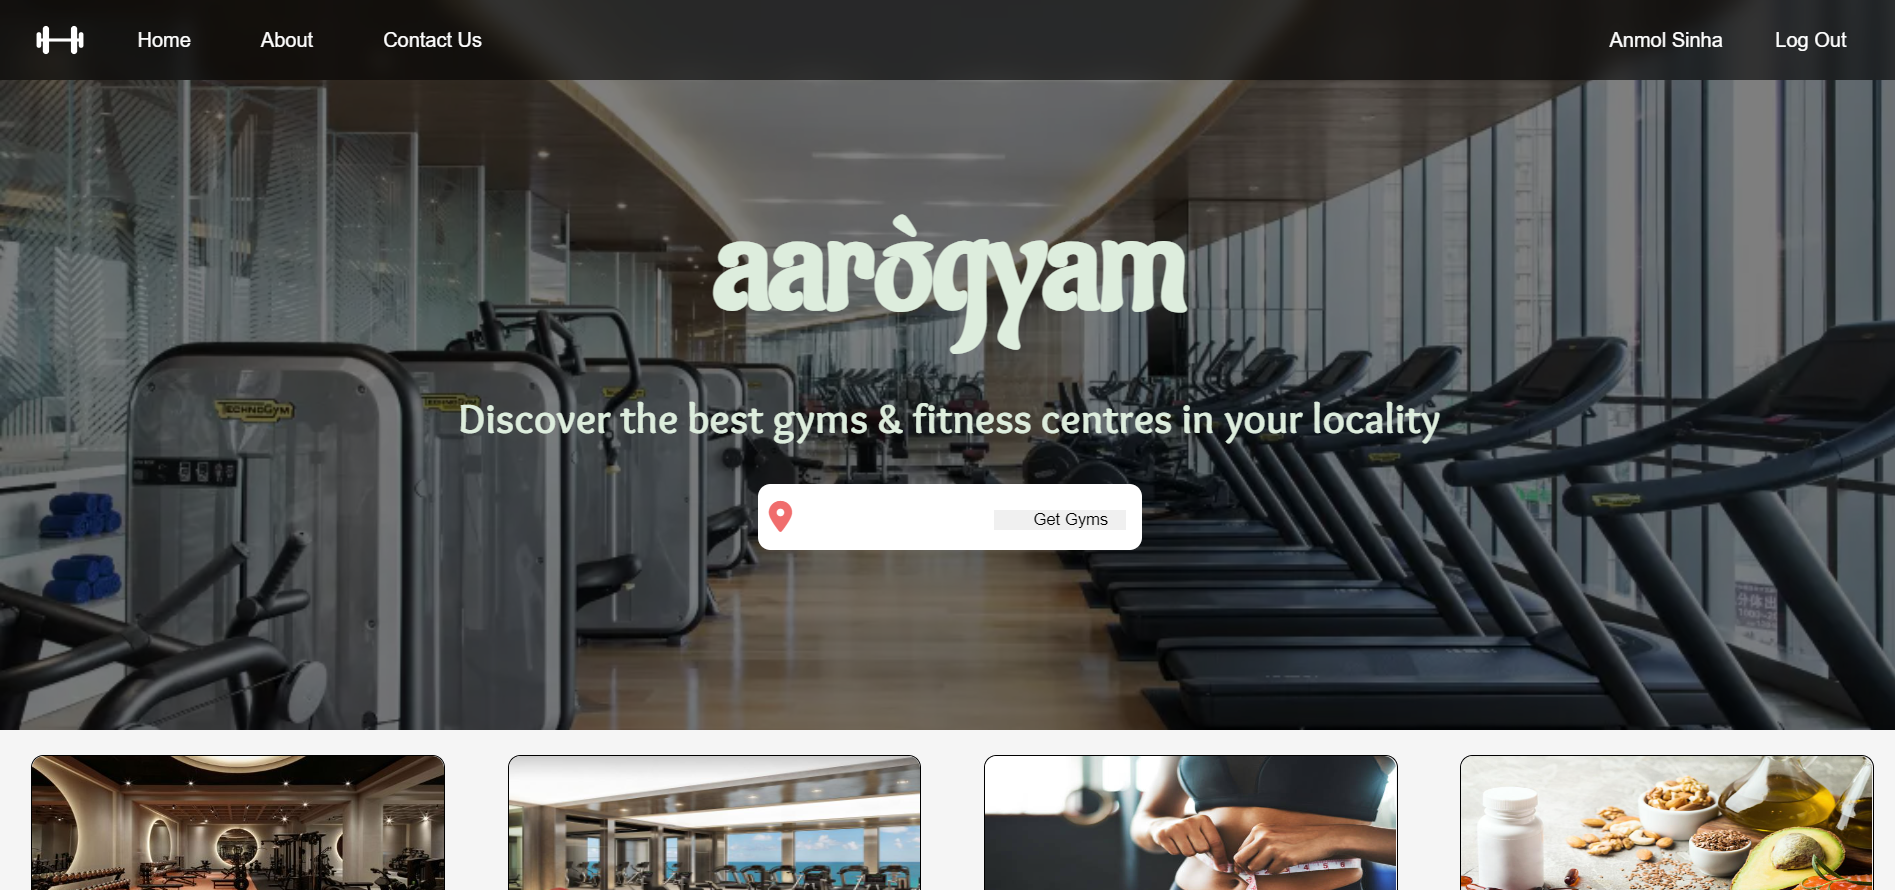 Home About Contact Us Anmol Sinha Log Out
aarògyam
TECHNOGYM
Discover the best gyms & fitness centres in your locality
Get Gyms